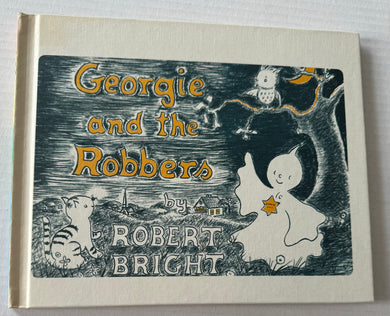 Georgie
and the
Robbers
by
ROBERT
BRIGHT